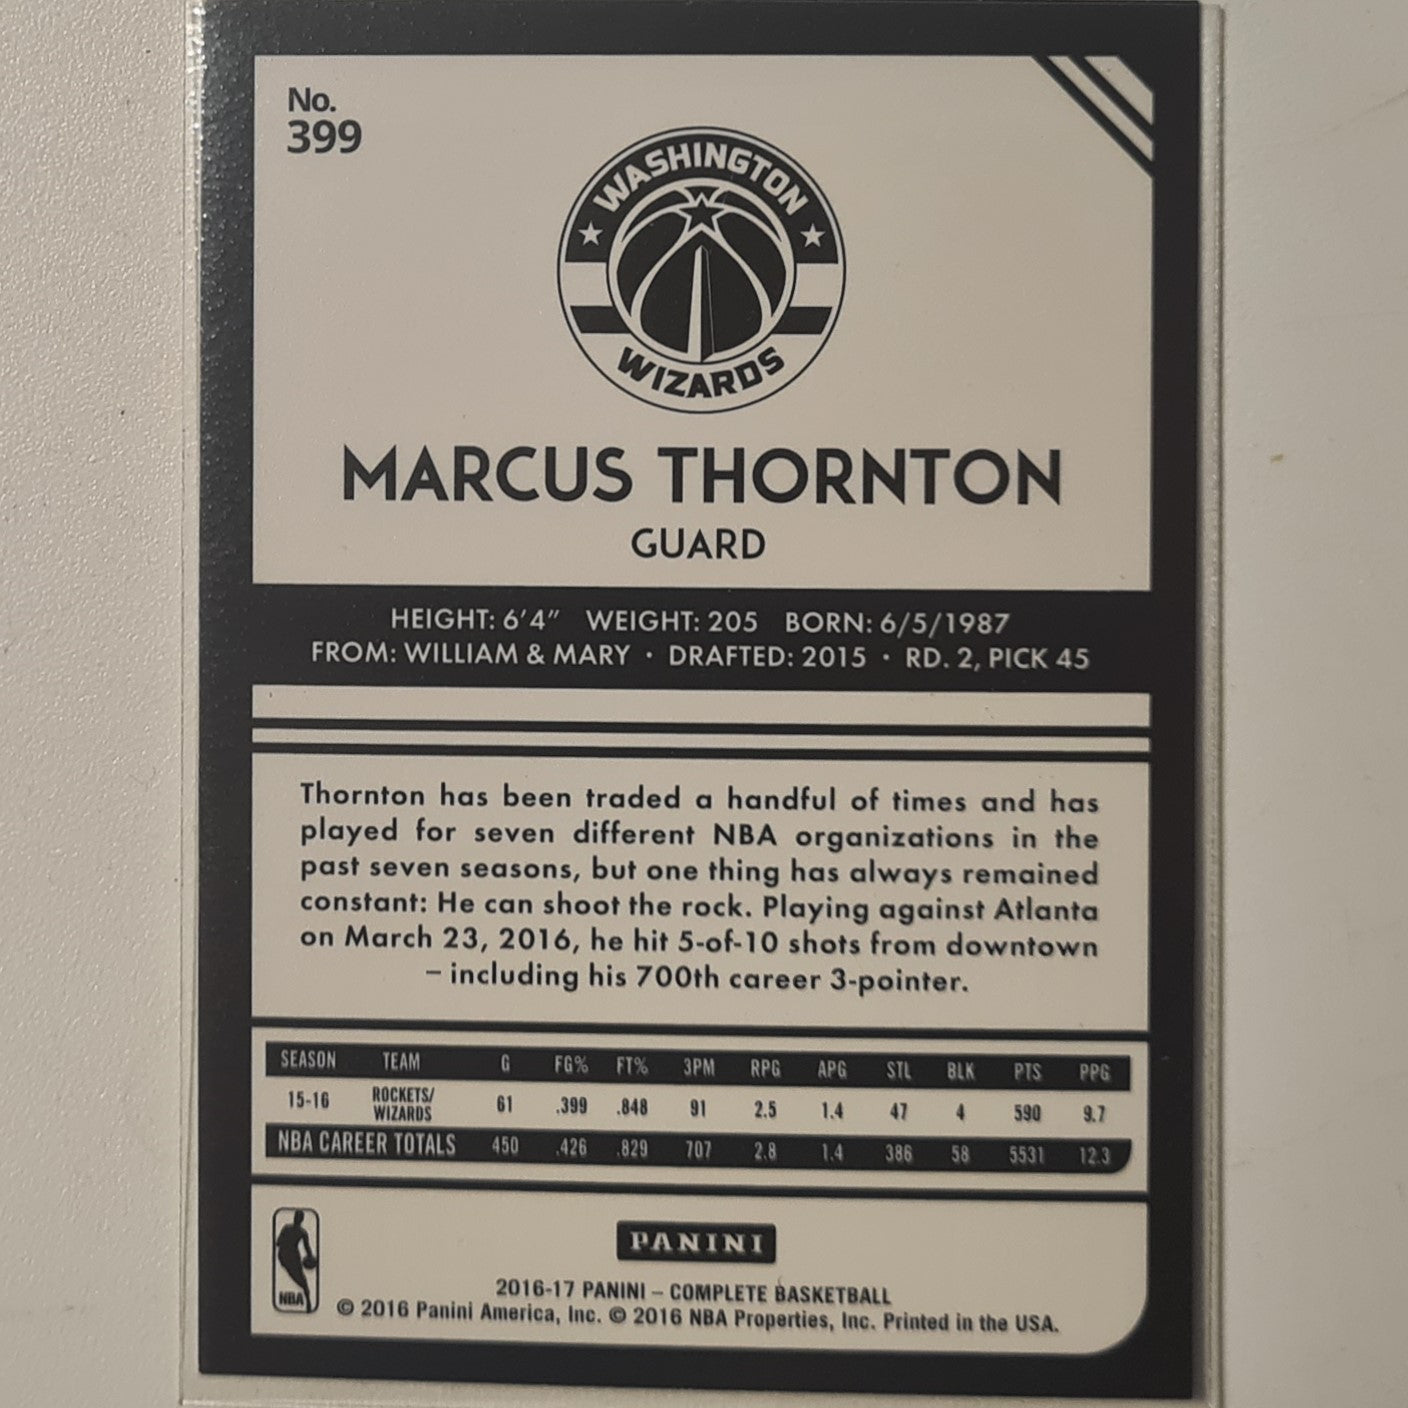 No.
399
WASHINGTON
WIZARDS
MARCUS THORNTON
GUARD
HEIGHT: 6'4" WEIGHT: 205 BORN: 6/5/1987
FROM: WILLIAM & MARY · DRAFTED: 2015 · RD. 2, PICK 45
Thornton has been traded a handful of times and has
played for seven different NBA organizations in the
past seven seasons, but one thing has always remained
constant: He can shoot the rock. Playing against Atlanta
on March 23, 2016, he hit 5-of-10 shots from downtown
– including his 700th career 3-pointer.
SEASON TEAM G FG% FT% 3PM RPG APG STL BLK PTS PPG
15-16 ROCKETS/ WIZARDS 61 .399 .848 91 2.5 1.4 47 4 590 9.7
NBA CAREER TOTALS 450 .426 .829 707 2.8 1.4 386 58 5531 12.3
PANINI
NBA
2016-17 PANINI – COMPLETE BASKETBALL
© 2016 Panini America, Inc. © 2016 NBA Properties, Inc. Printed in the USA.